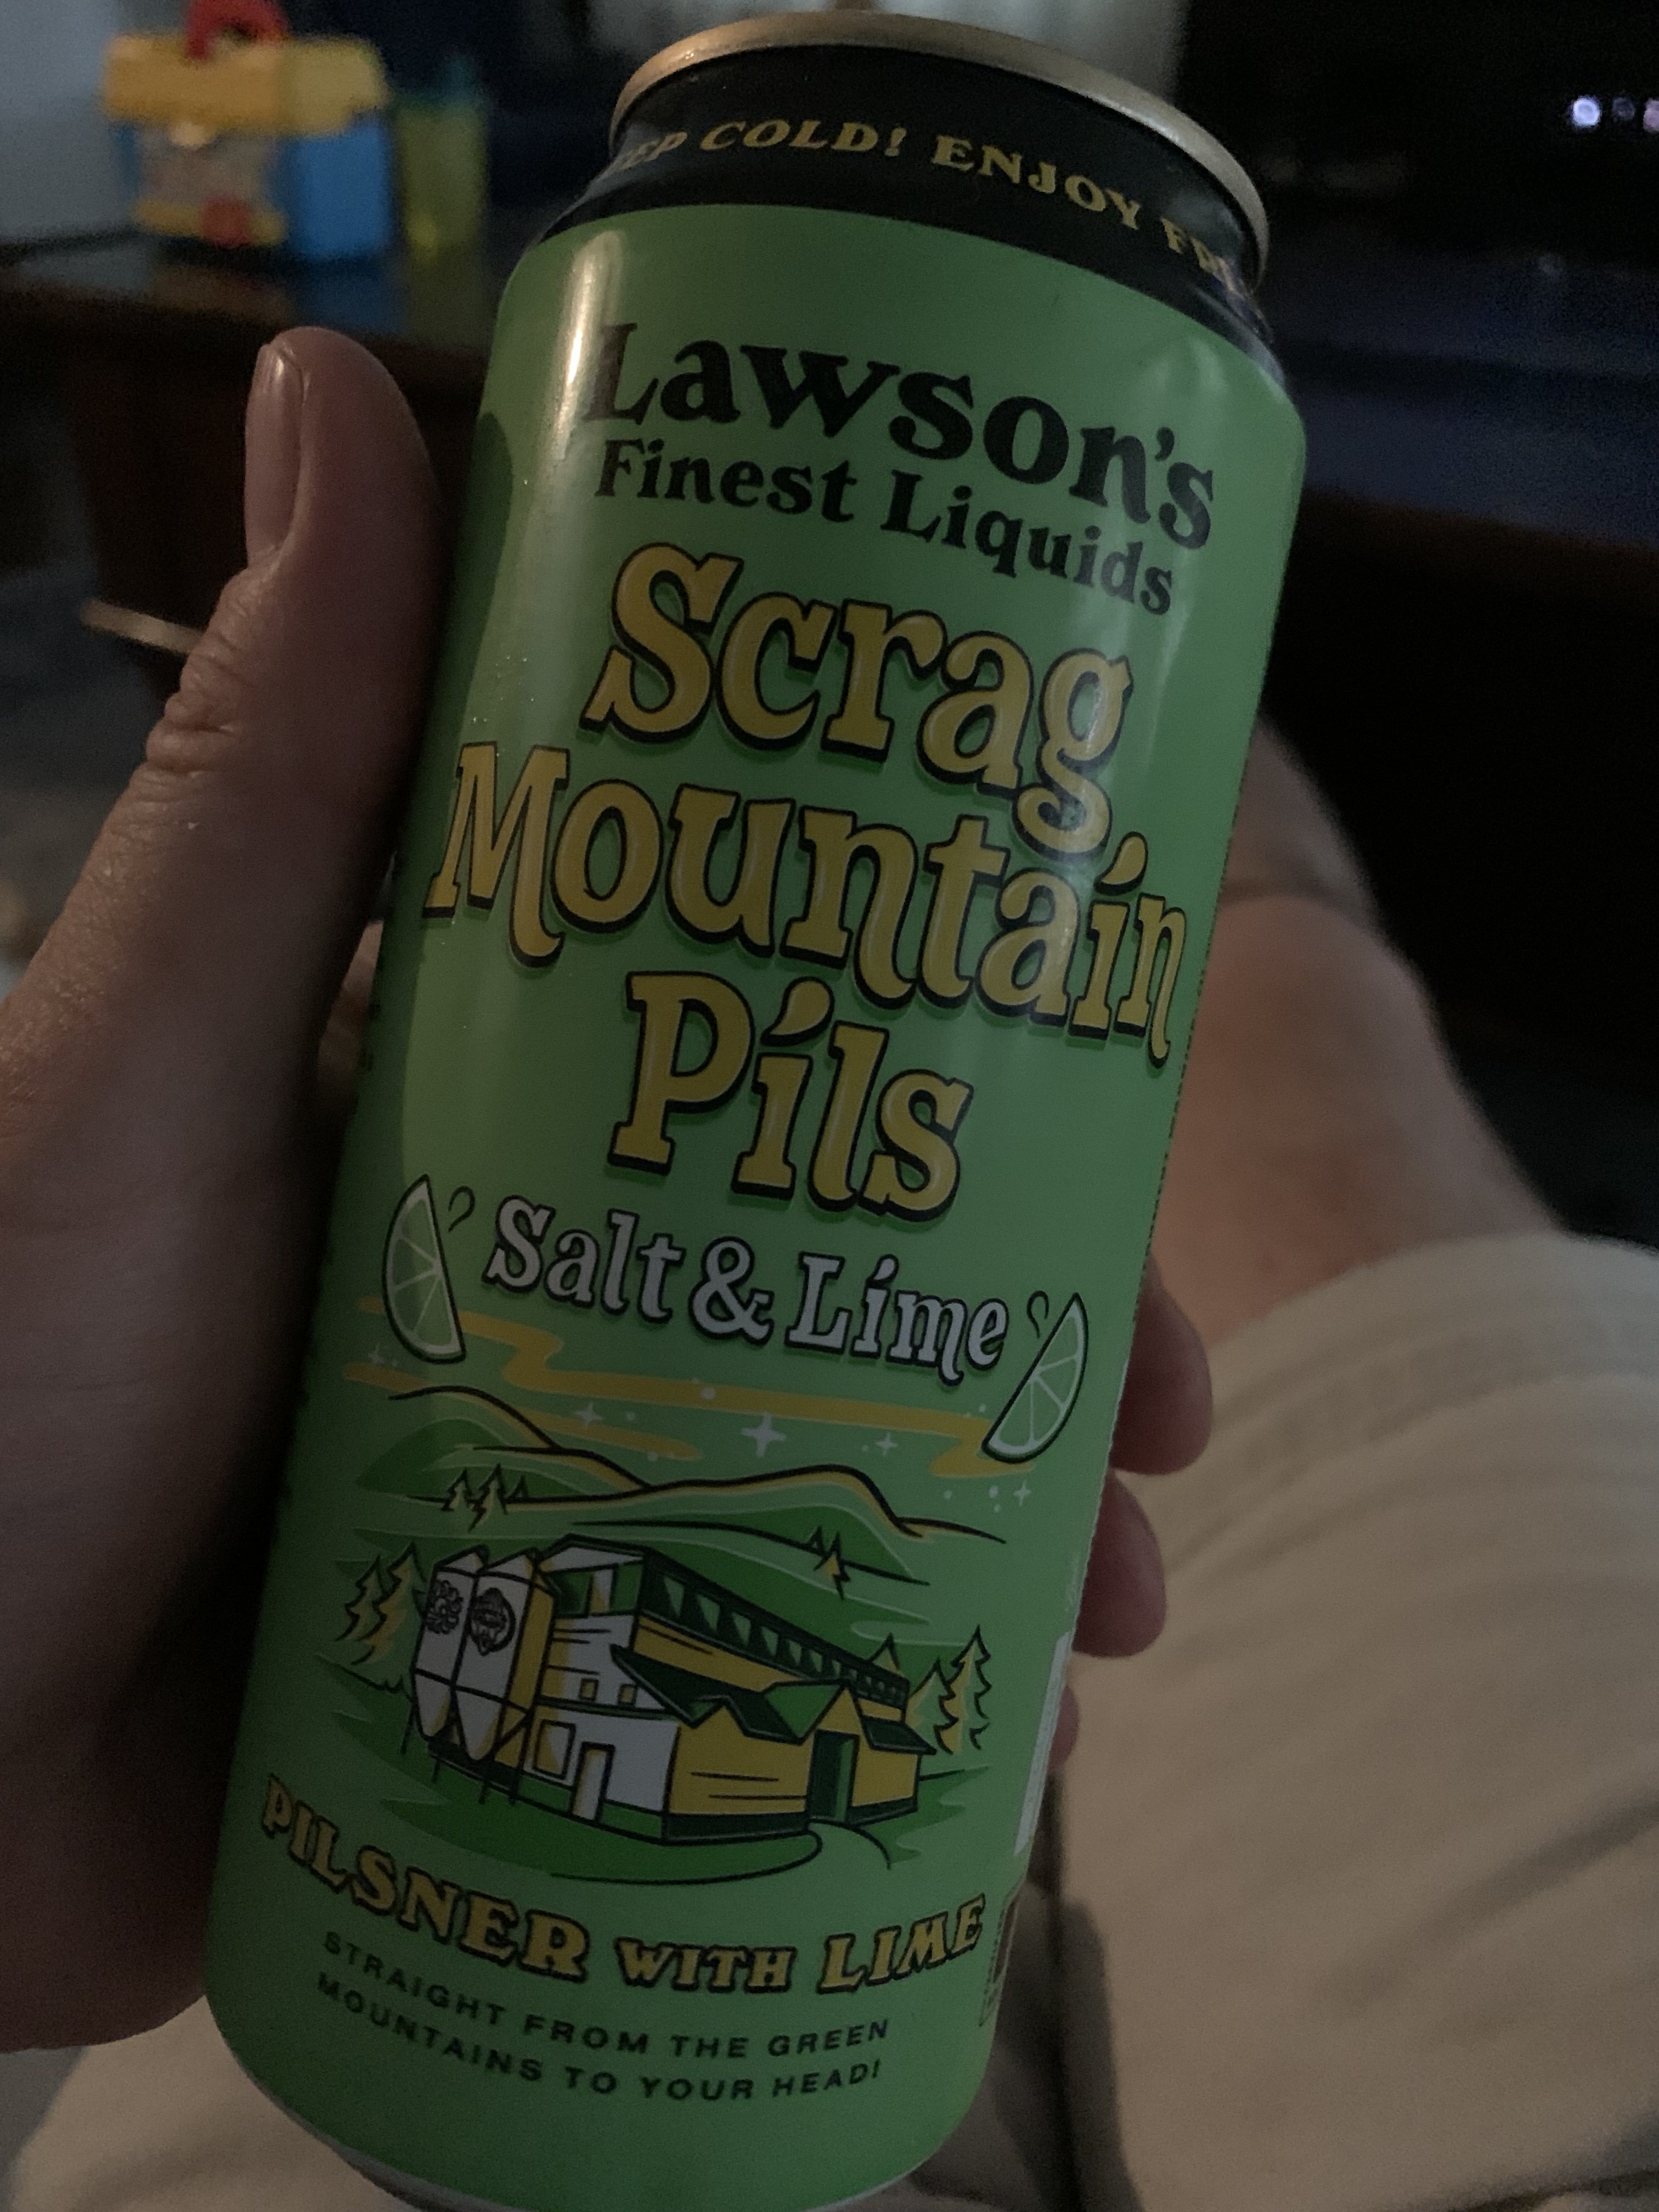 COLD! ENJOY
Lawson's
Finest Liquids
Scrag
Mountain
Pils
Salt & Lime
PILSNER WITH LIME
STRAIGHT FROM THE GREEN
MOUNTAINS TO YOUR HEAD!